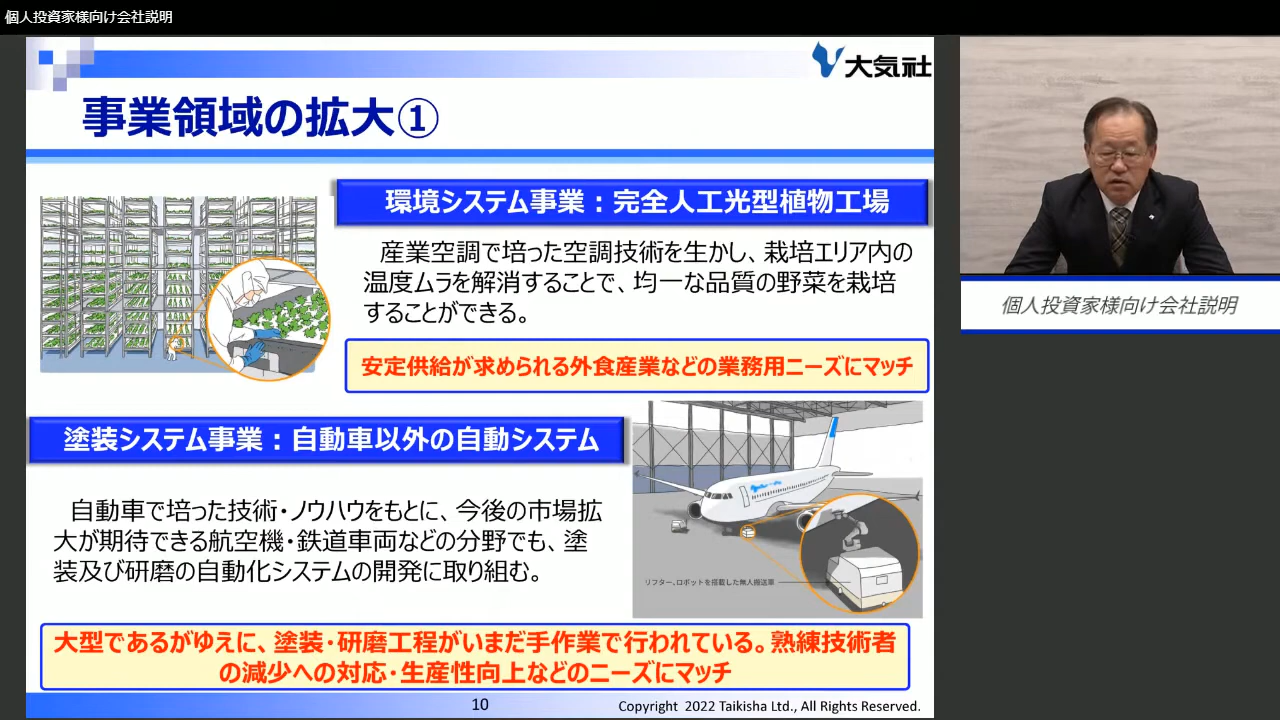 個人投資家様向け会社説明
大気社
事業領域の拡大①
環境システム事業：完全人工光型植物工場
産業空調で培った空調技術を生かし、栽培エリア内の
温度ムラを解消することで、均一な品質の野菜を栽培
することができる。
安定供給が求められる外食産業などの業務用ニーズにマッチ
塗装システム事業：自動車以外の自動システム
自動車で培った技術・ノウハウをもとに、今後の市場拡
大が期待できる航空機・鉄道車両などの分野でも、塗
装及び研磨の自動化システムの開発に取り組む。
リフター、ロボットを搭載した無人搬送車
大型であるがゆえに、塗装・研磨工程がいまだ手作業で行われている。熟練技術者
の減少への対応・生産性向上などのニーズにマッチ
10
Copyright 2022 Taikisha Ltd., All Rights Reserved.
個人投資家様向け会社説明